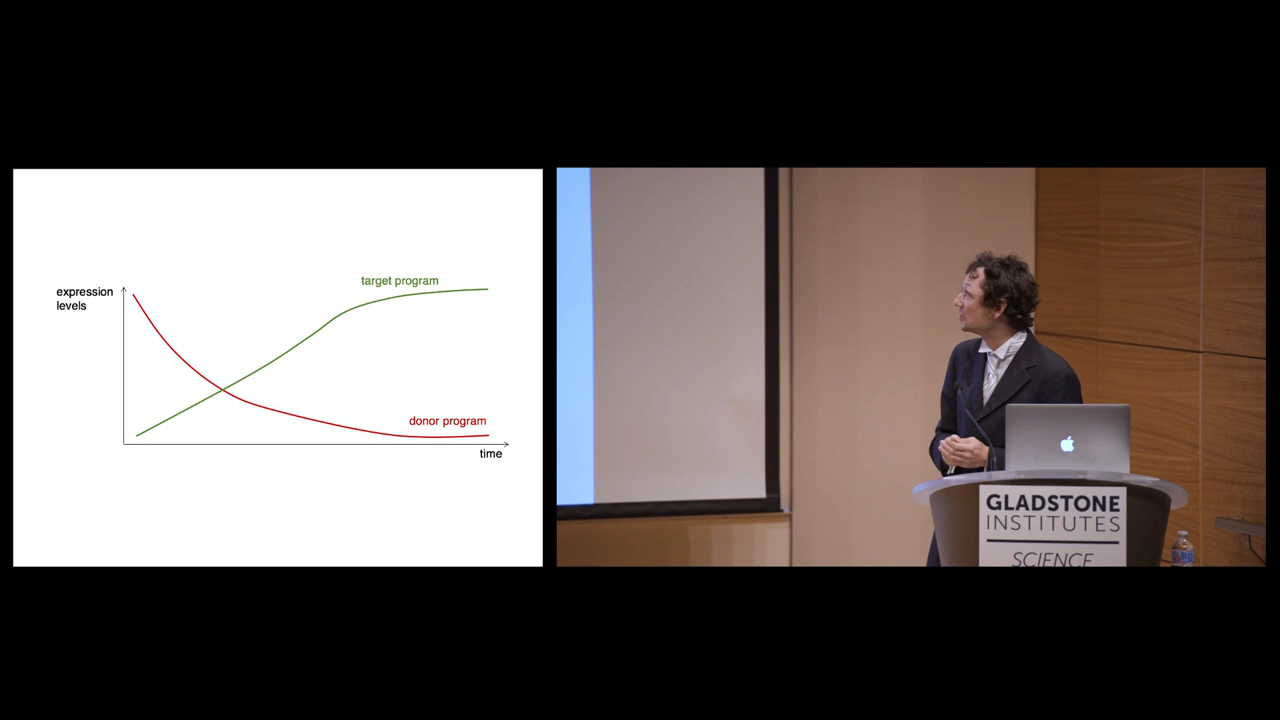 target program
expression
levels
donor program
time
GLADSTONE
INSTITUTES
SCIENCE